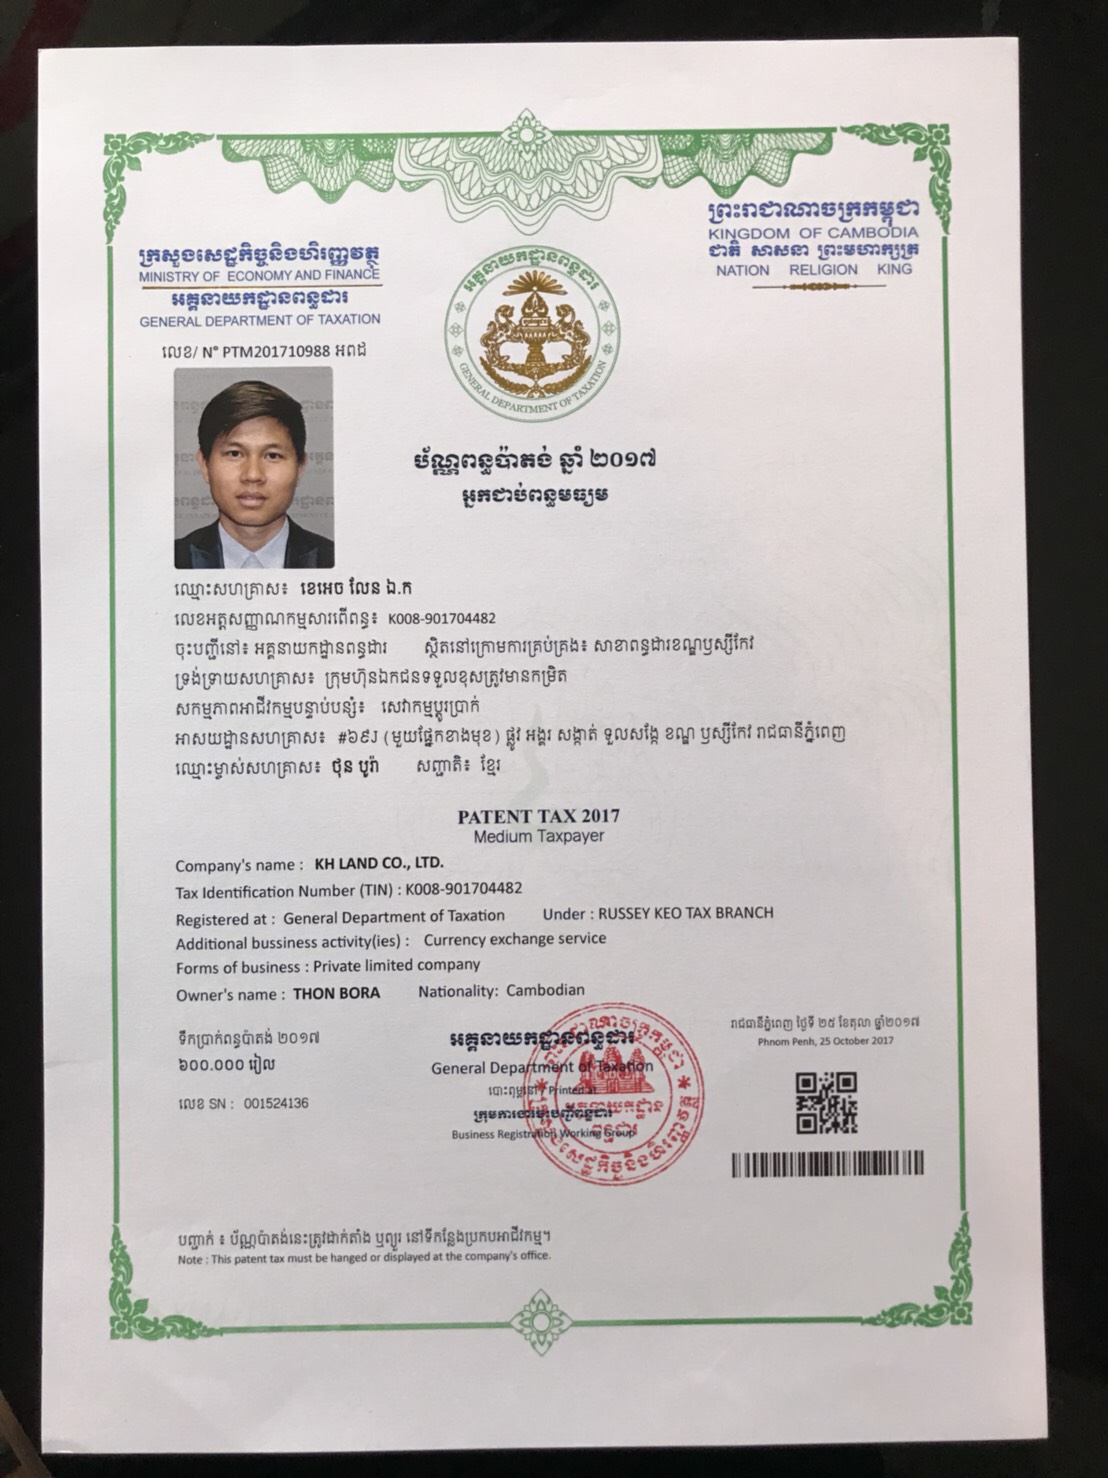 ព្រះរាជាណាចក្រកម្ពុជា
KINGDOM OF CAMBODIA
ជាតិ សាសនា ព្រះមហាក្សត្រ
NATION RELIGION KING
ក្រសួងសេដ្ឋកិច្ចនិងហិរញ្ញវត្ថុ
MINISTRY OF ECONOMY AND FINANCE
អគ្គនាយកដ្ឋានពន្ធដារ
GENERAL DEPARTMENT OF TAXATION
លេខ/ N° PTM201710988 អពដ
អគ្គនាយកដ្ឋានពន្ធដារ
GENERAL DEPARTMENT OF TAXATION
ប័ណ្ណពន្ធប៉ាតង់ ឆ្នាំ ២០១៧
អ្នកជាប់ពន្ធមធ្យម
ឈ្មោះសហគ្រាស៖ ខេអេច លែន ឯ.ក
លេខអត្តសញ្ញាណកម្មសារពើពន្ធ៖ K008-901704482
ចុះបញ្ជីនៅ៖ អគ្គនាយកដ្ឋានពន្ធដារ ស្ថិតនៅក្រោមការគ្រប់គ្រង៖ សាខាពន្ធដារខណ្ឌឫស្សីកែវ
ទ្រង់ទ្រាយសហគ្រាស៖ ក្រុមហ៊ុនឯកជនទទួលខុសត្រូវមានកម្រិត
សកម្មភាពអាជីវកម្មបន្ទាប់បន្សំ៖ សេវាកម្មប្តូរប្រាក់
អាសយដ្ឋានសហគ្រាស៖ #៦៩J (មួយផ្នែកខាងមុខ) ផ្លូវ អង្គរ សង្កាត់ ទួលសង្កែ ខណ្ឌ ឫស្សីកែវ រាជធានីភ្នំពេញ
ឈ្មោះម្ចាស់សហគ្រាស៖ ថុន បូរ៉ា សញ្ជាតិ៖ ខ្មែរ
PATENT TAX 2017
Medium Taxpayer
Company's name : KH LAND CO., LTD.
Tax Identification Number (TIN) : K008-901704482
Registered at : General Department of Taxation Under : RUSSEY KEO TAX BRANCH
Additional bussiness activity(ies) : Currency exchange service
Forms of business : Private limited company
Owner's name : THON BORA Nationality: Cambodian
ទឹកប្រាក់ពន្ធប៉ាតង់ ២០១៧
៦០០.០០០ រៀល
លេខ SN : 001524136
អគ្គនាយកដ្ឋានពន្ធដារ
General Department of Taxation
បោះពុម្ពនៅ / Printed at
ក្រុមការងារចុះបញ្ជីពន្ធដារ
Business Registration Working Group
រាជធានីភ្នំពេញ ថ្ងៃទី ២៥ ខែតុលា ឆ្នាំ២០១៧
Phnom Penh, 25 October 2017
បញ្ជាក់ ៖ ប័ណ្ណប៉ាតង់នេះត្រូវដាក់តាំង ឬព្យួរ នៅទីកន្លែងប្រកបអាជីវកម្ម។
Note : This patent tax must be hanged or displayed at the company's office.